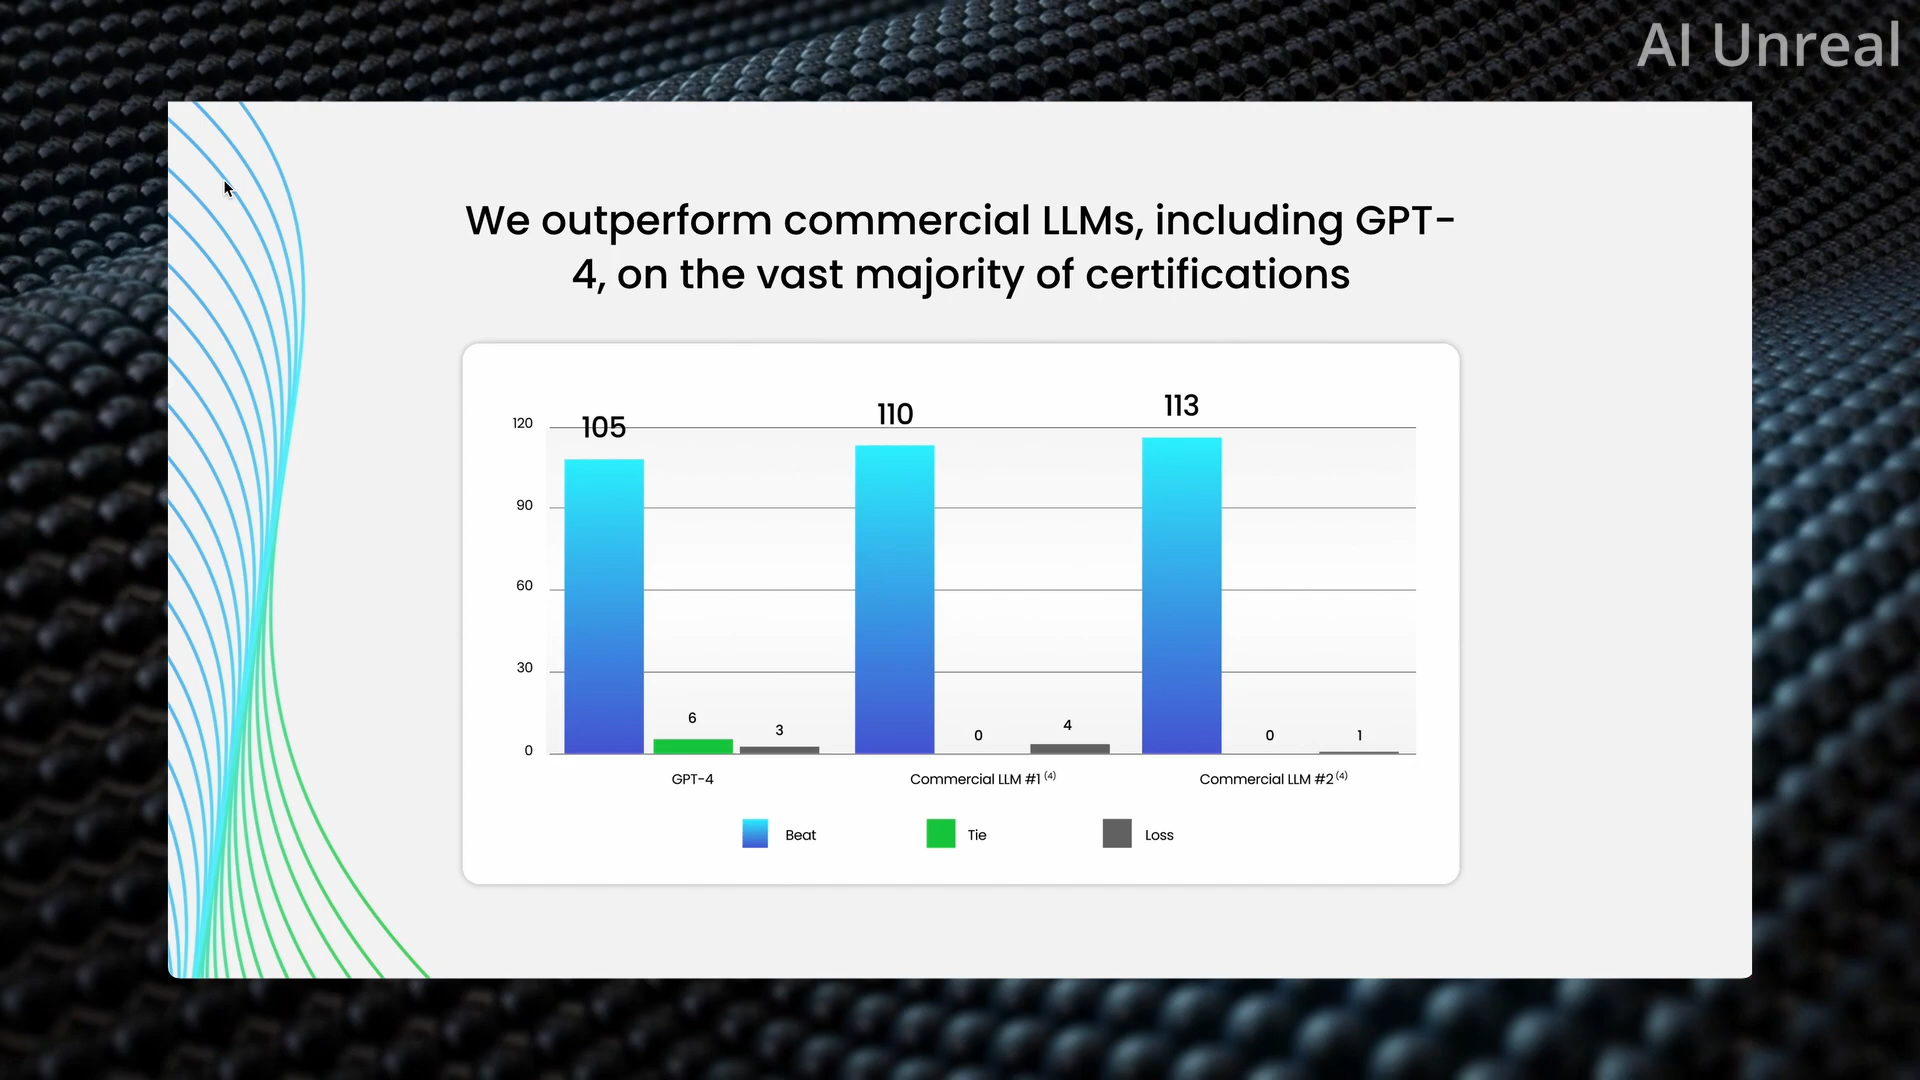 AI Unreal
We outperform commercial LLMs, including GPT-
4, on the vast majority of certifications
105
110
113
120
90
60
30
0
6
3
0
4
0
1
GPT-4
Commercial LLM #1 (4)
Commercial LLM #2 (4)
Beat
Tie
Loss